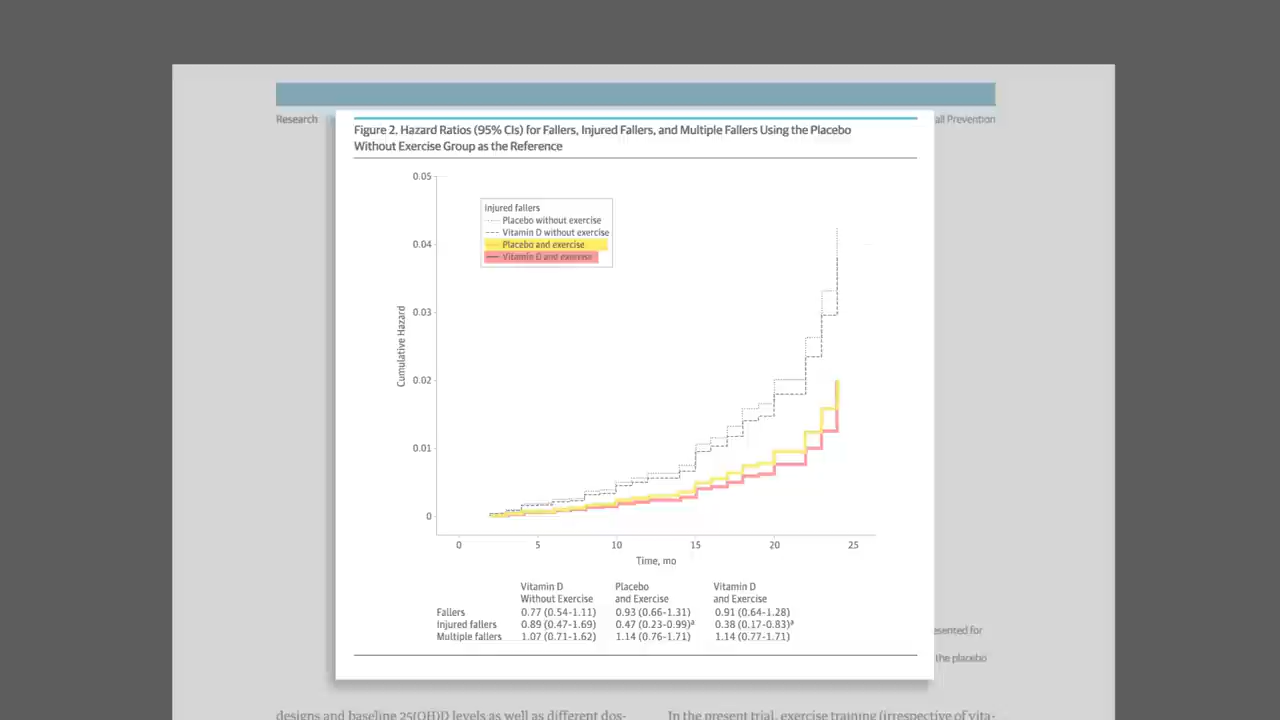 Research
all Prevention
Figure 2. Hazard Ratios (95% CIs) for Fallers, Injured Fallers, and Multiple Fallers Using the Placebo
Without Exercise Group as the Reference
0.05
0.04
0.03
0.02
0.01
0
Cumulative Hazard
Injured fallers
Placebo without exercise
Vitamin D without exercise
Placebo and exercise
Vitamin D and exercise
0 5 10 15 20 25
Time, mo
Vitamin D Placebo Vitamin D
Without Exercise and Exercise and Exercise
Fallers 0.77 (0.54-1.11) 0.93 (0.66-1.31) 0.91 (0.64-1.28)
Injured fallers 0.89 (0.47-1.69) 0.47 (0.23-0.99)ᵃ 0.38 (0.17-0.83)ᵃ
Multiple fallers 1.07 (0.71-1.62) 1.14 (0.76-1.71) 1.14 (0.77-1.71)
esented for
the placebo
designs and baseline 25(OH)D levels as well as different dos-
In the present trial, exercise training (irrespective of vita-